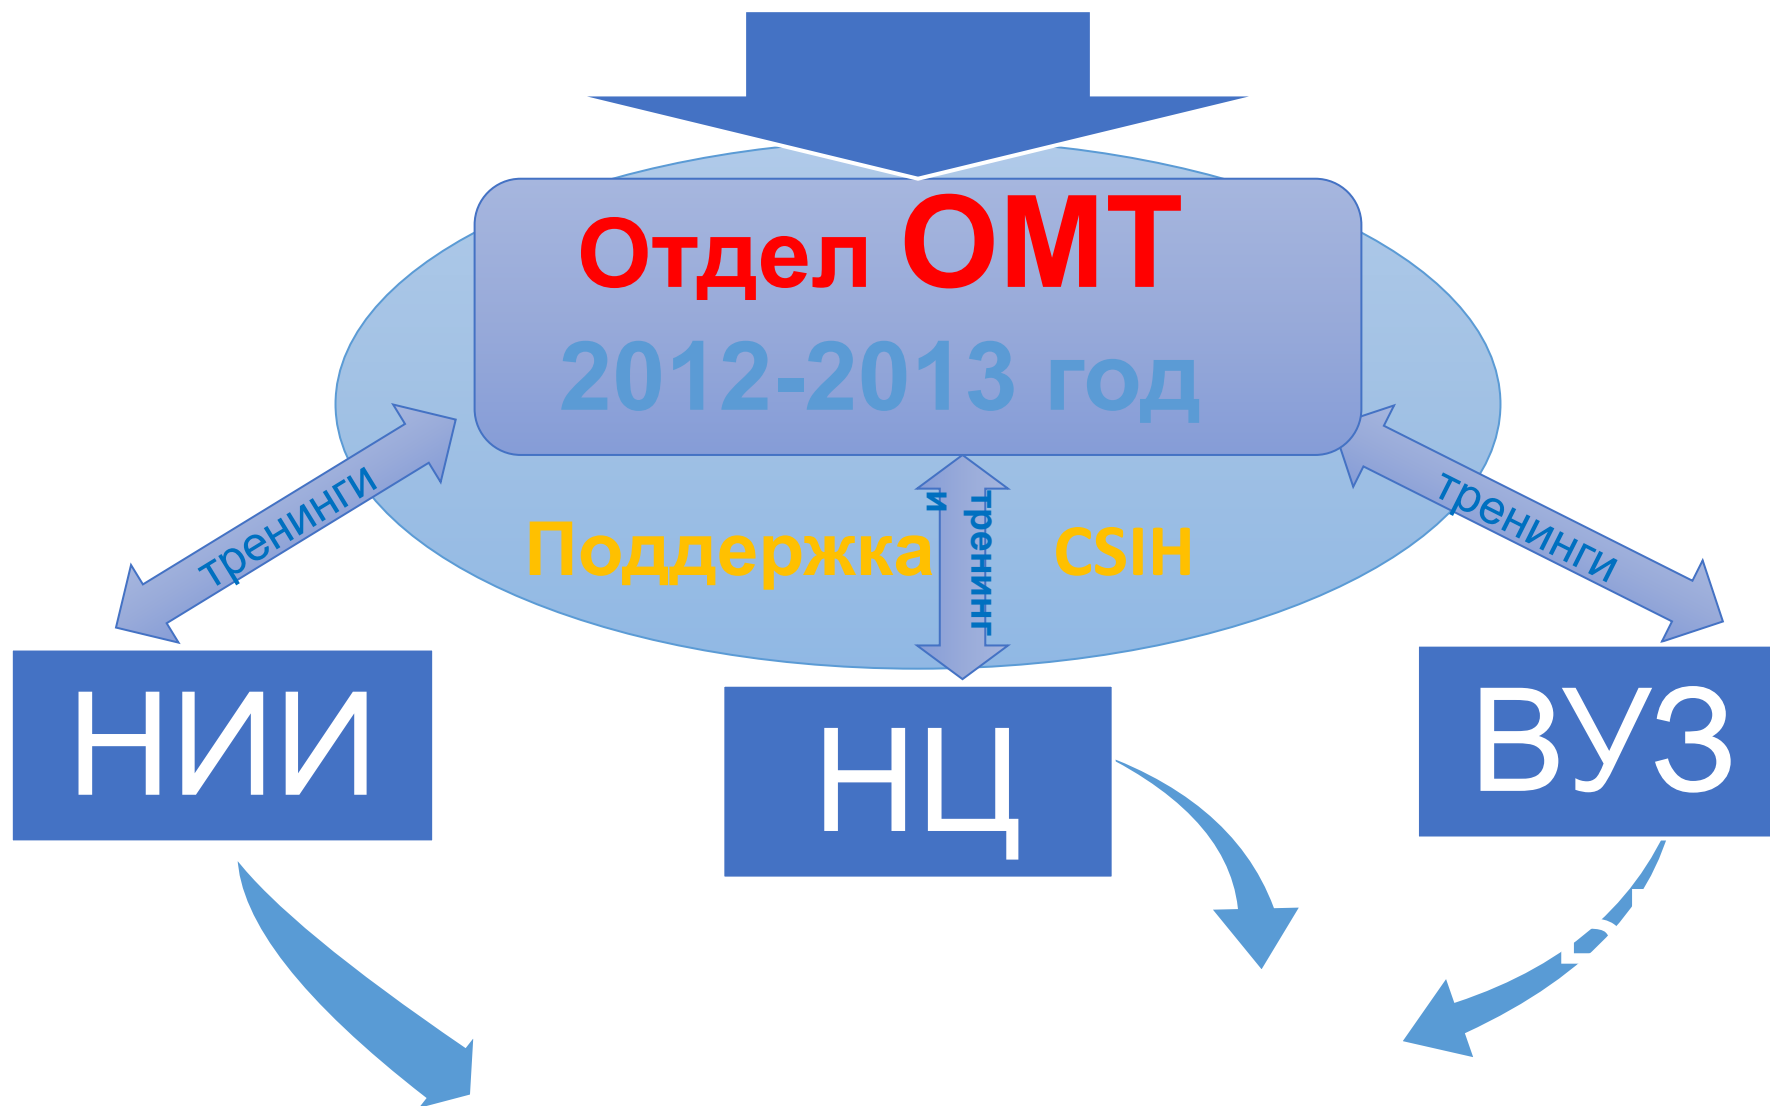 Отдел ОМТ
2012-2013 год
тренинги
тренинг
и
тренинги
Поддержка CSIH
НИИ
НЦ
ВУЗ